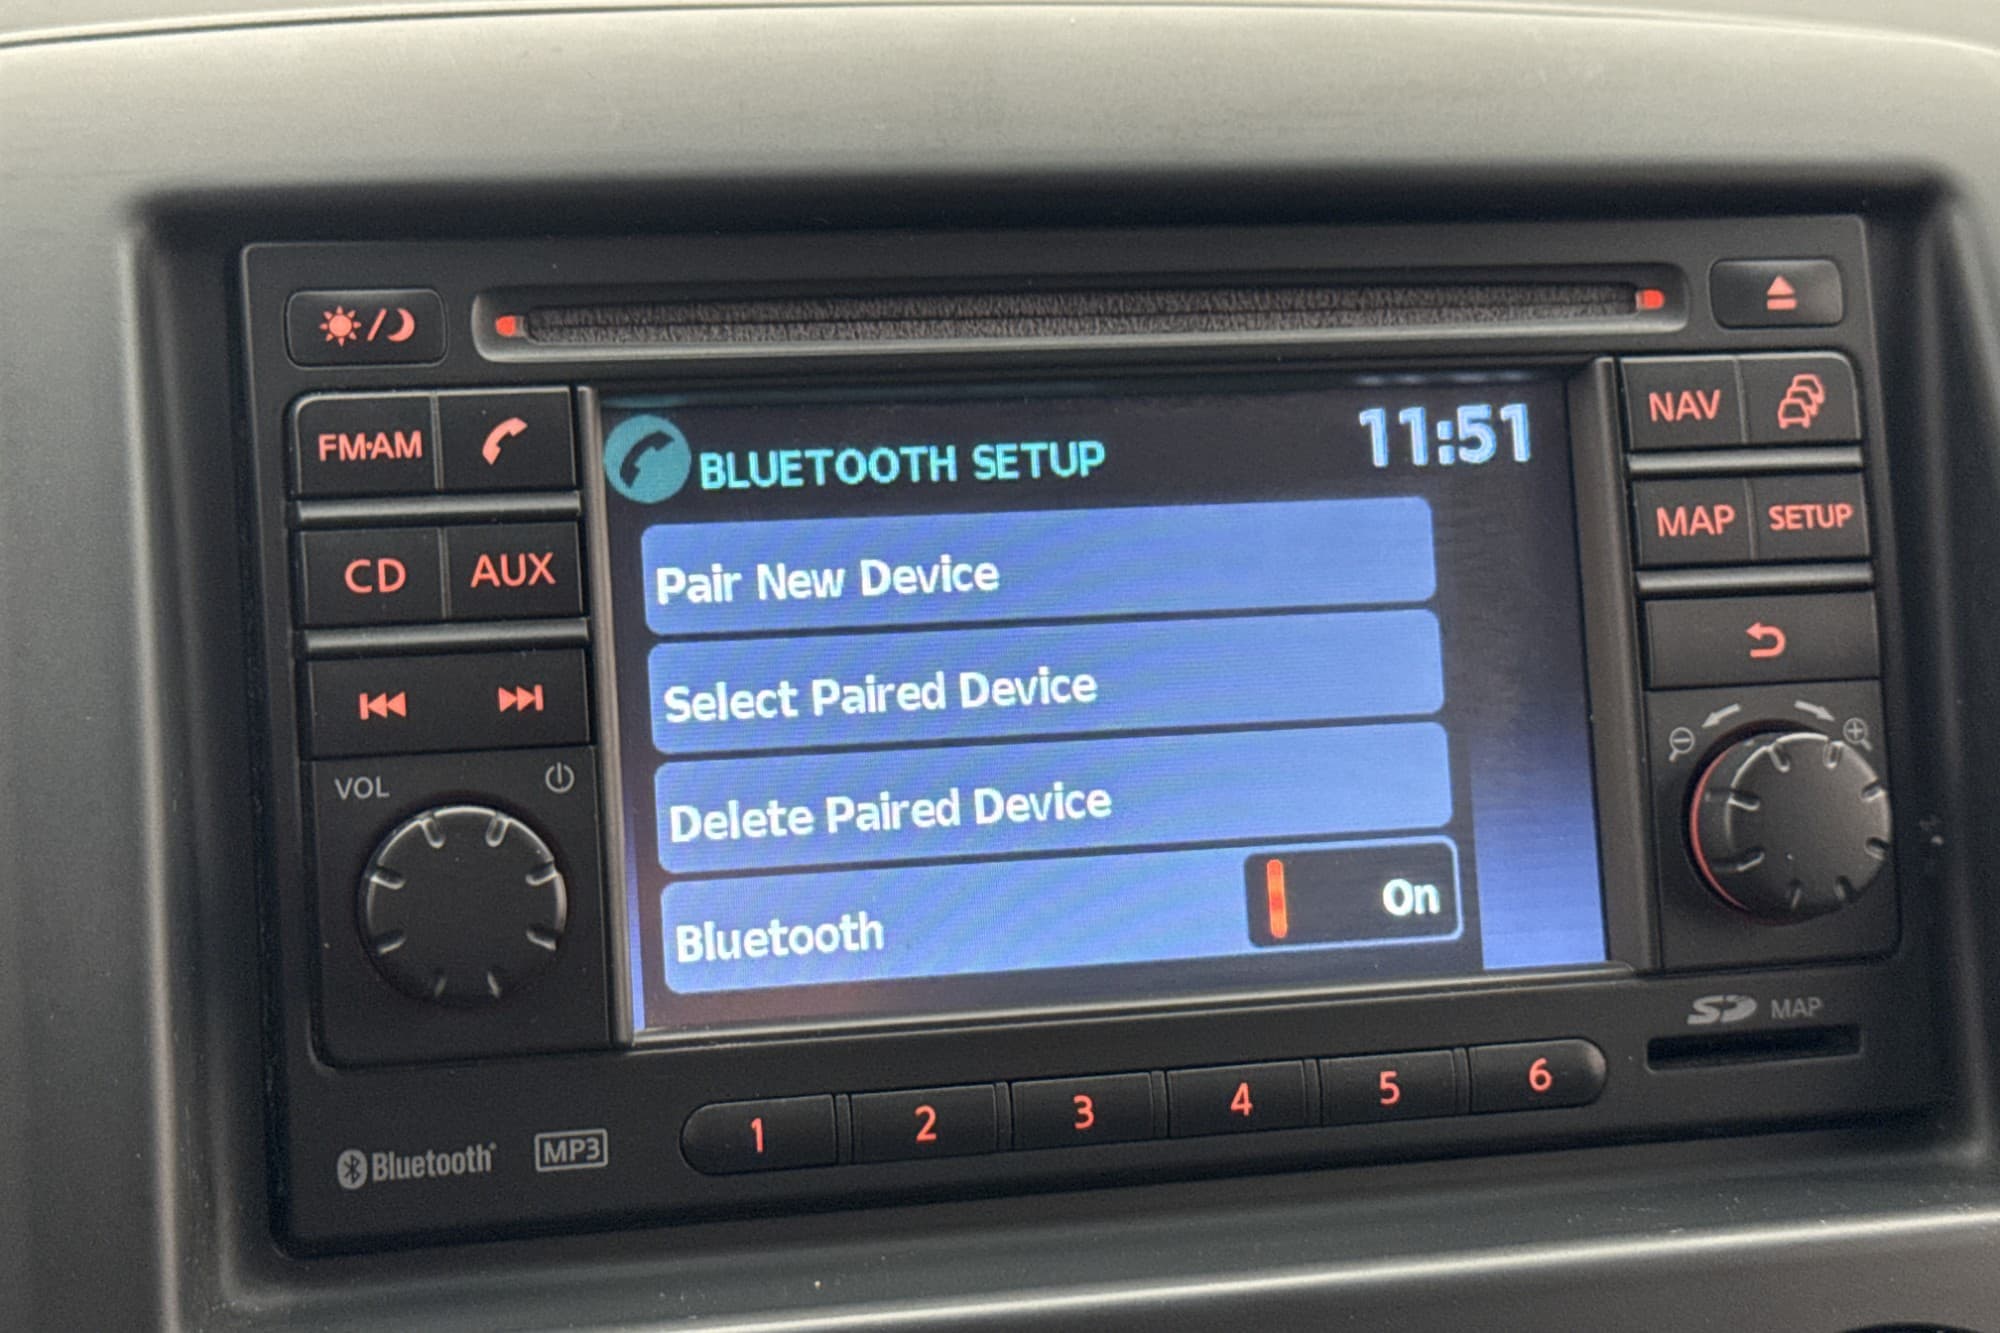 FM·AM
NAV
BLUETOOTH SETUP
11:51
CD
AUX
MAP
SETUP
Pair New Device
Select Paired Device
Delete Paired Device
Bluetooth
On
VOL
SD MAP
1 2 3 4 5 6
Bluetooth®
MP3